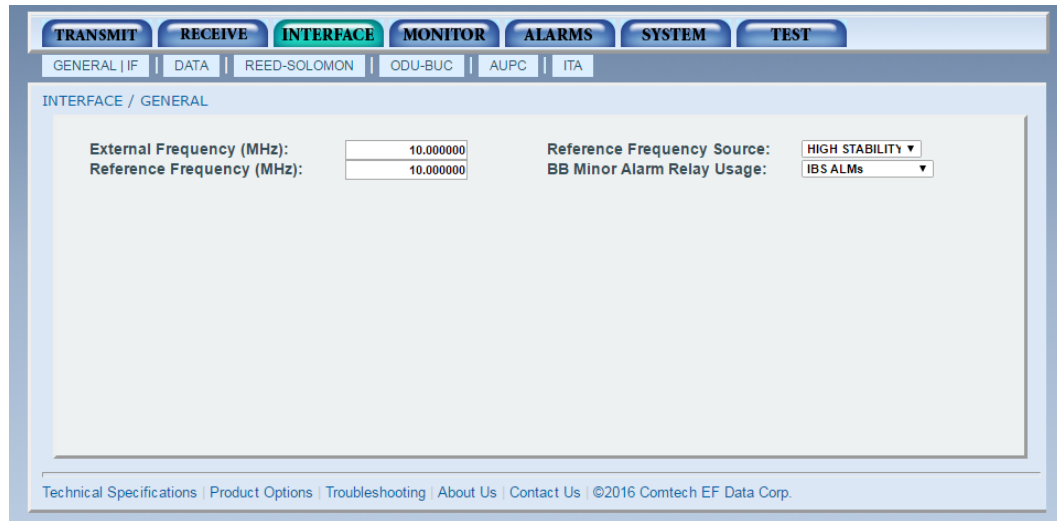 TRANSMIT RECEIVE INTERFACE MONITOR ALARMS SYSTEM TEST
GENERAL | IF | DATA | REED-SOLOMON | ODU-BUC | AUPC | ITA
INTERFACE / GENERAL
External Frequency (MHz): 10.000000 Reference Frequency Source: HIGH STABILITY
Reference Frequency (MHz): 10.000000 BB Minor Alarm Relay Usage: IBS ALMs
Technical Specifications | Product Options | Troubleshooting | About Us | Contact Us | ©2016 Comtech EF Data Corp.